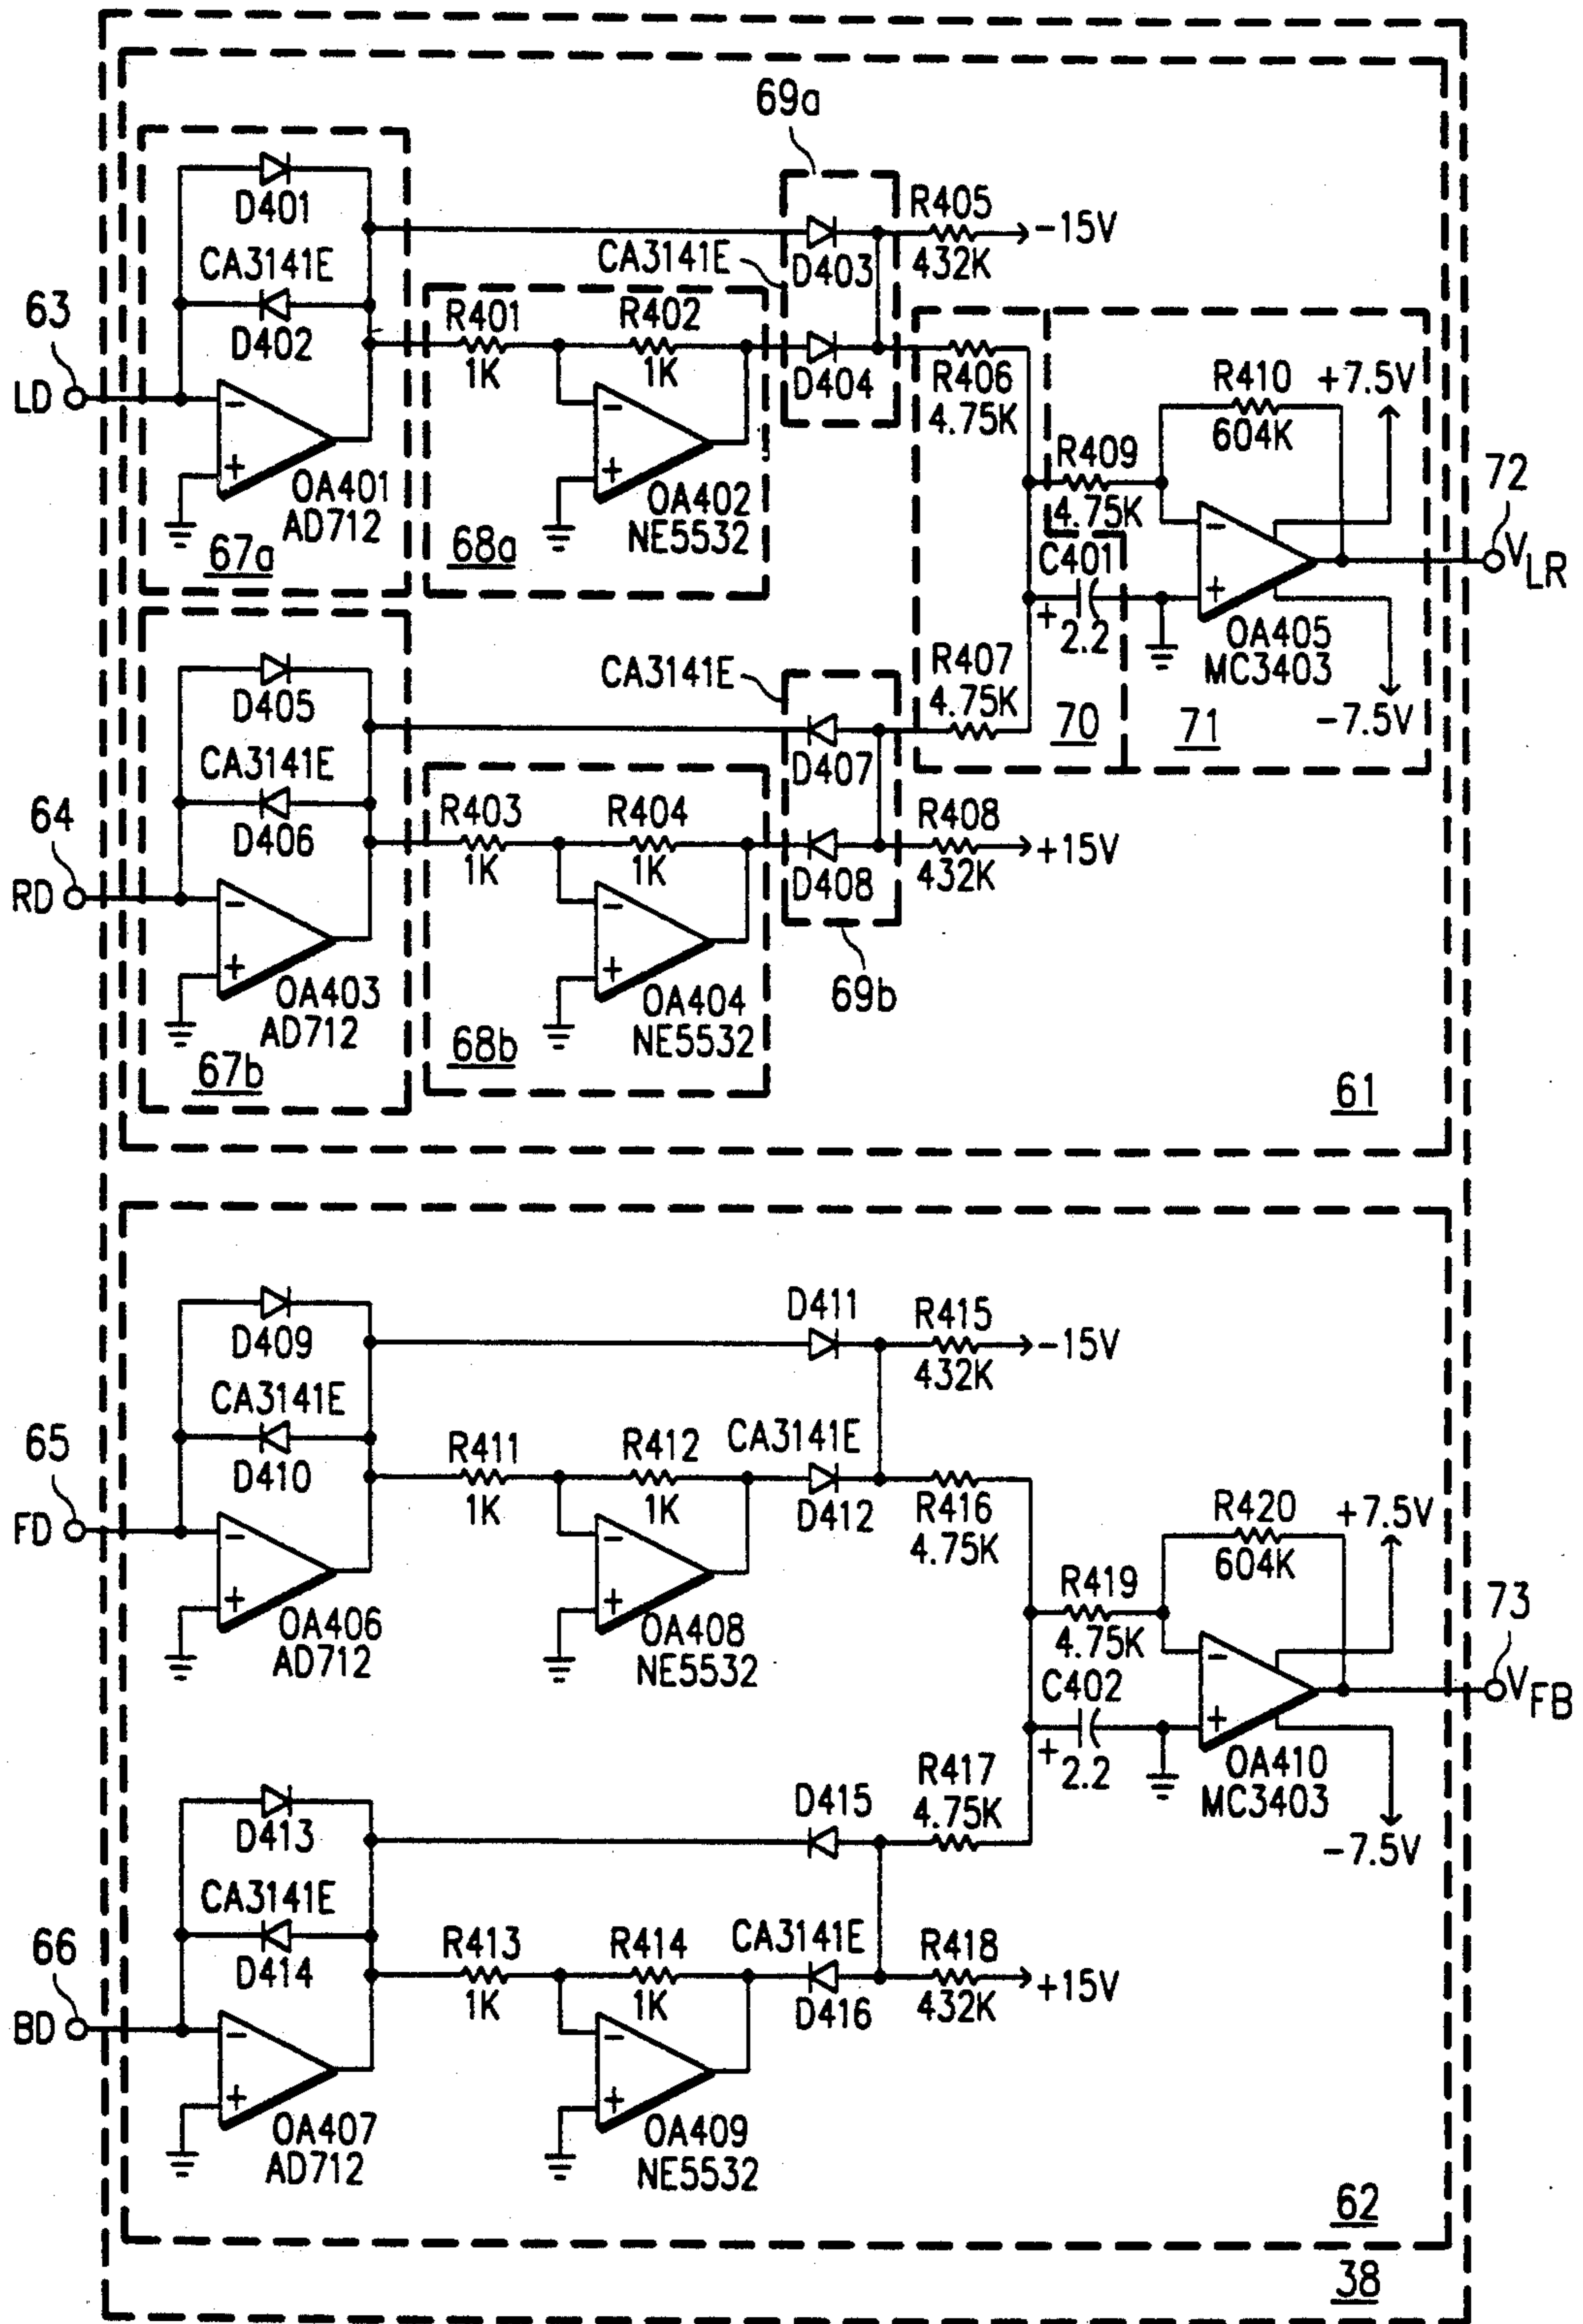 69a
D401
R405
-15V
432K
CA3141E
D403
CA3141E
63
D402
R401
1K
R402
1K
D404
R406
4.75K
LD
-
+
OA401
AD712
67a
-
+
OA402
NE5532
68a
R410
604K
+7.5V
R409
4.75K
72
C401
+
2.2
-
+
OA405
MC3403
VLR
-7.5V
D405
CA3141E
R407
4.75K
70
71
CA3141E
D407
64
D406
R403
1K
R404
1K
D408
R408
432K
+15V
RD
-
+
OA403
AD712
67b
-
+
OA404
NE5532
68b
69b
61
D409
D411
R415
432K
-15V
CA3141E
65
D410
R411
1K
R412
1K
CA3141E
D412
R416
4.75K
FD
-
+
OA406
AD712
-
+
OA408
NE5532
R420
604K
+7.5V
R419
4.75K
73
C402
+
2.2
-
+
OA410
MC3403
VFB
-7.5V
D413
D415
R417
4.75K
CA3141E
66
D414
R413
1K
R414
1K
CA3141E
D416
R418
432K
+15V
BD
-
+
OA407
AD712
-
+
OA409
NE5532
62
38